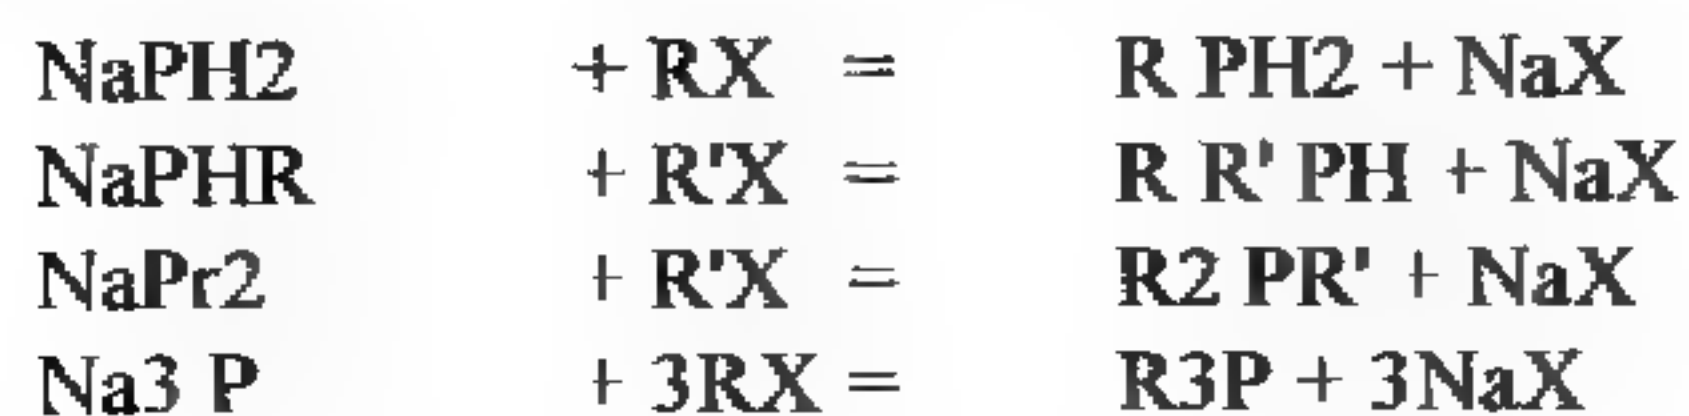 NaPH2 + RX = R PH2 + NaX
NaPHR + R'X = R R' PH + NaX
NaPr2 + R'X = R2 PR' + NaX
Na3 P + 3RX = R3P + 3NaX